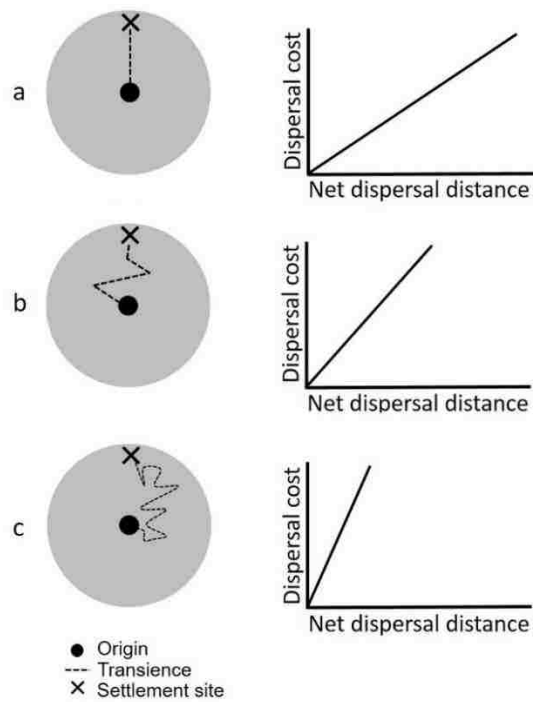 a
Dispersal cost
Net dispersal distance
b
Dispersal cost
Net dispersal distance
c
Dispersal cost
Net dispersal distance
Origin
Transience
Settlement site